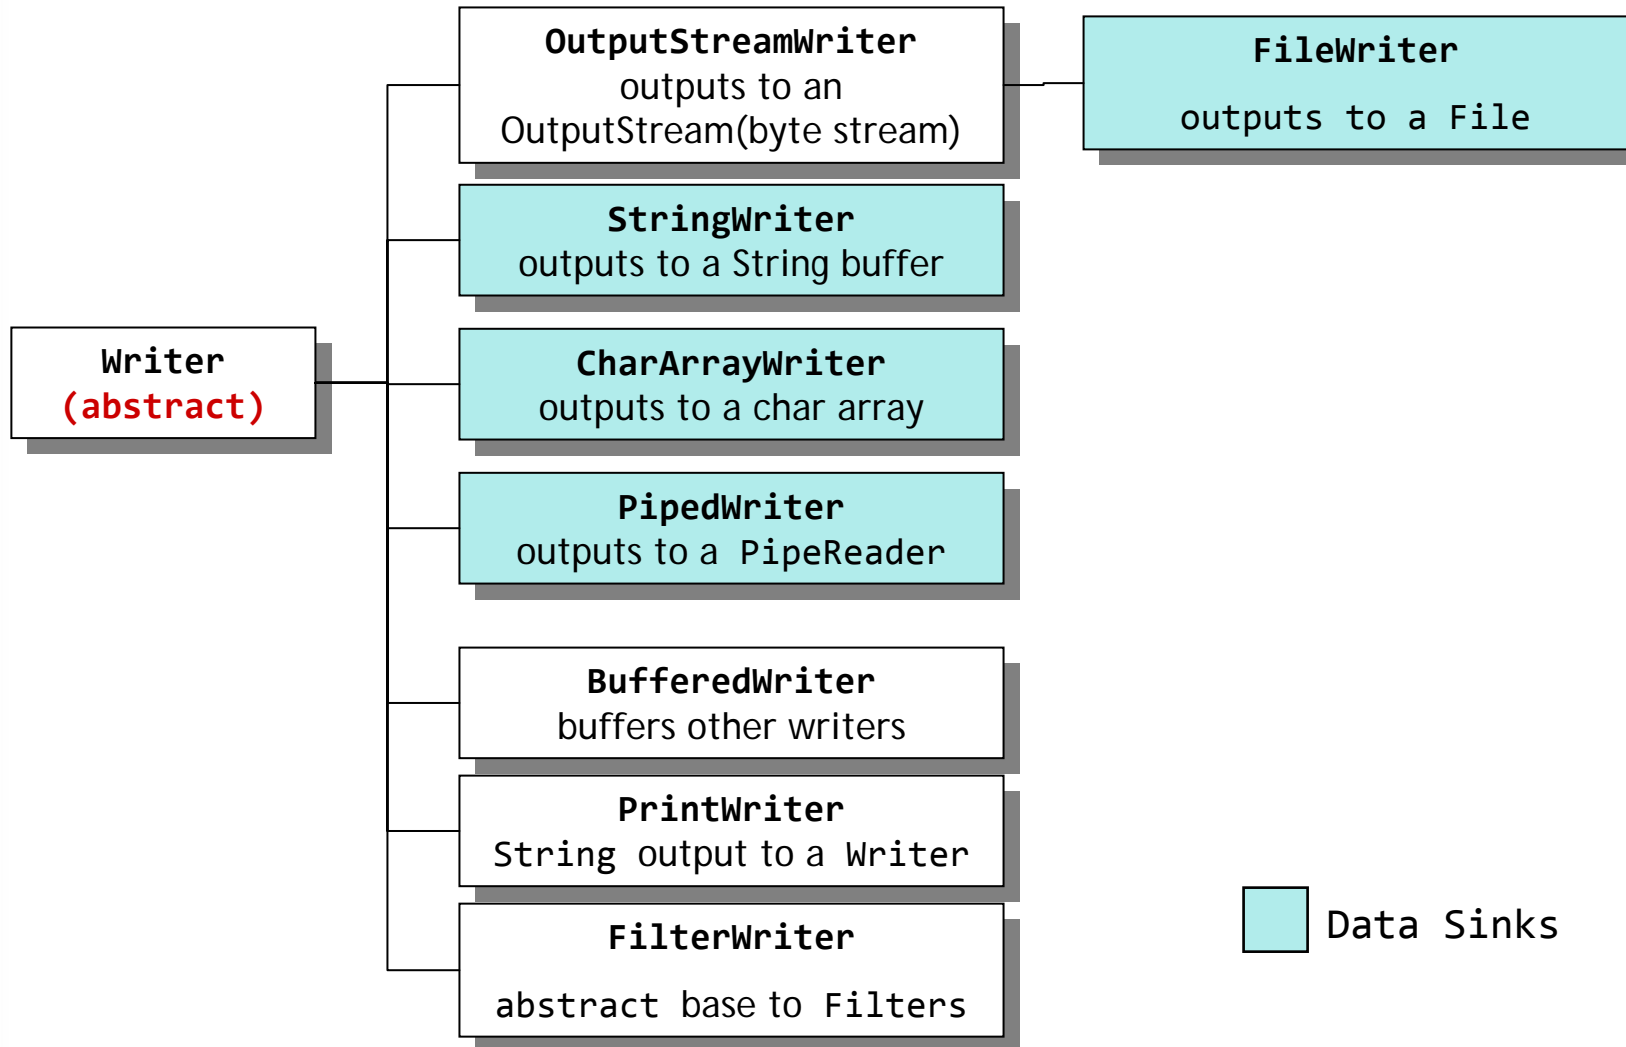 OutputStreamWriter
outputs to an
OutputStream(byte stream)
FileWriter
outputs to a File
StringWriter
outputs to a String buffer
Writer
(abstract)
CharArrayWriter
outputs to a char array
PipedWriter
outputs to a PipeReader
BufferedWriter
buffers other writers
PrintWriter
String output to a Writer
FilterWriter
abstract base to Filters
Data Sinks